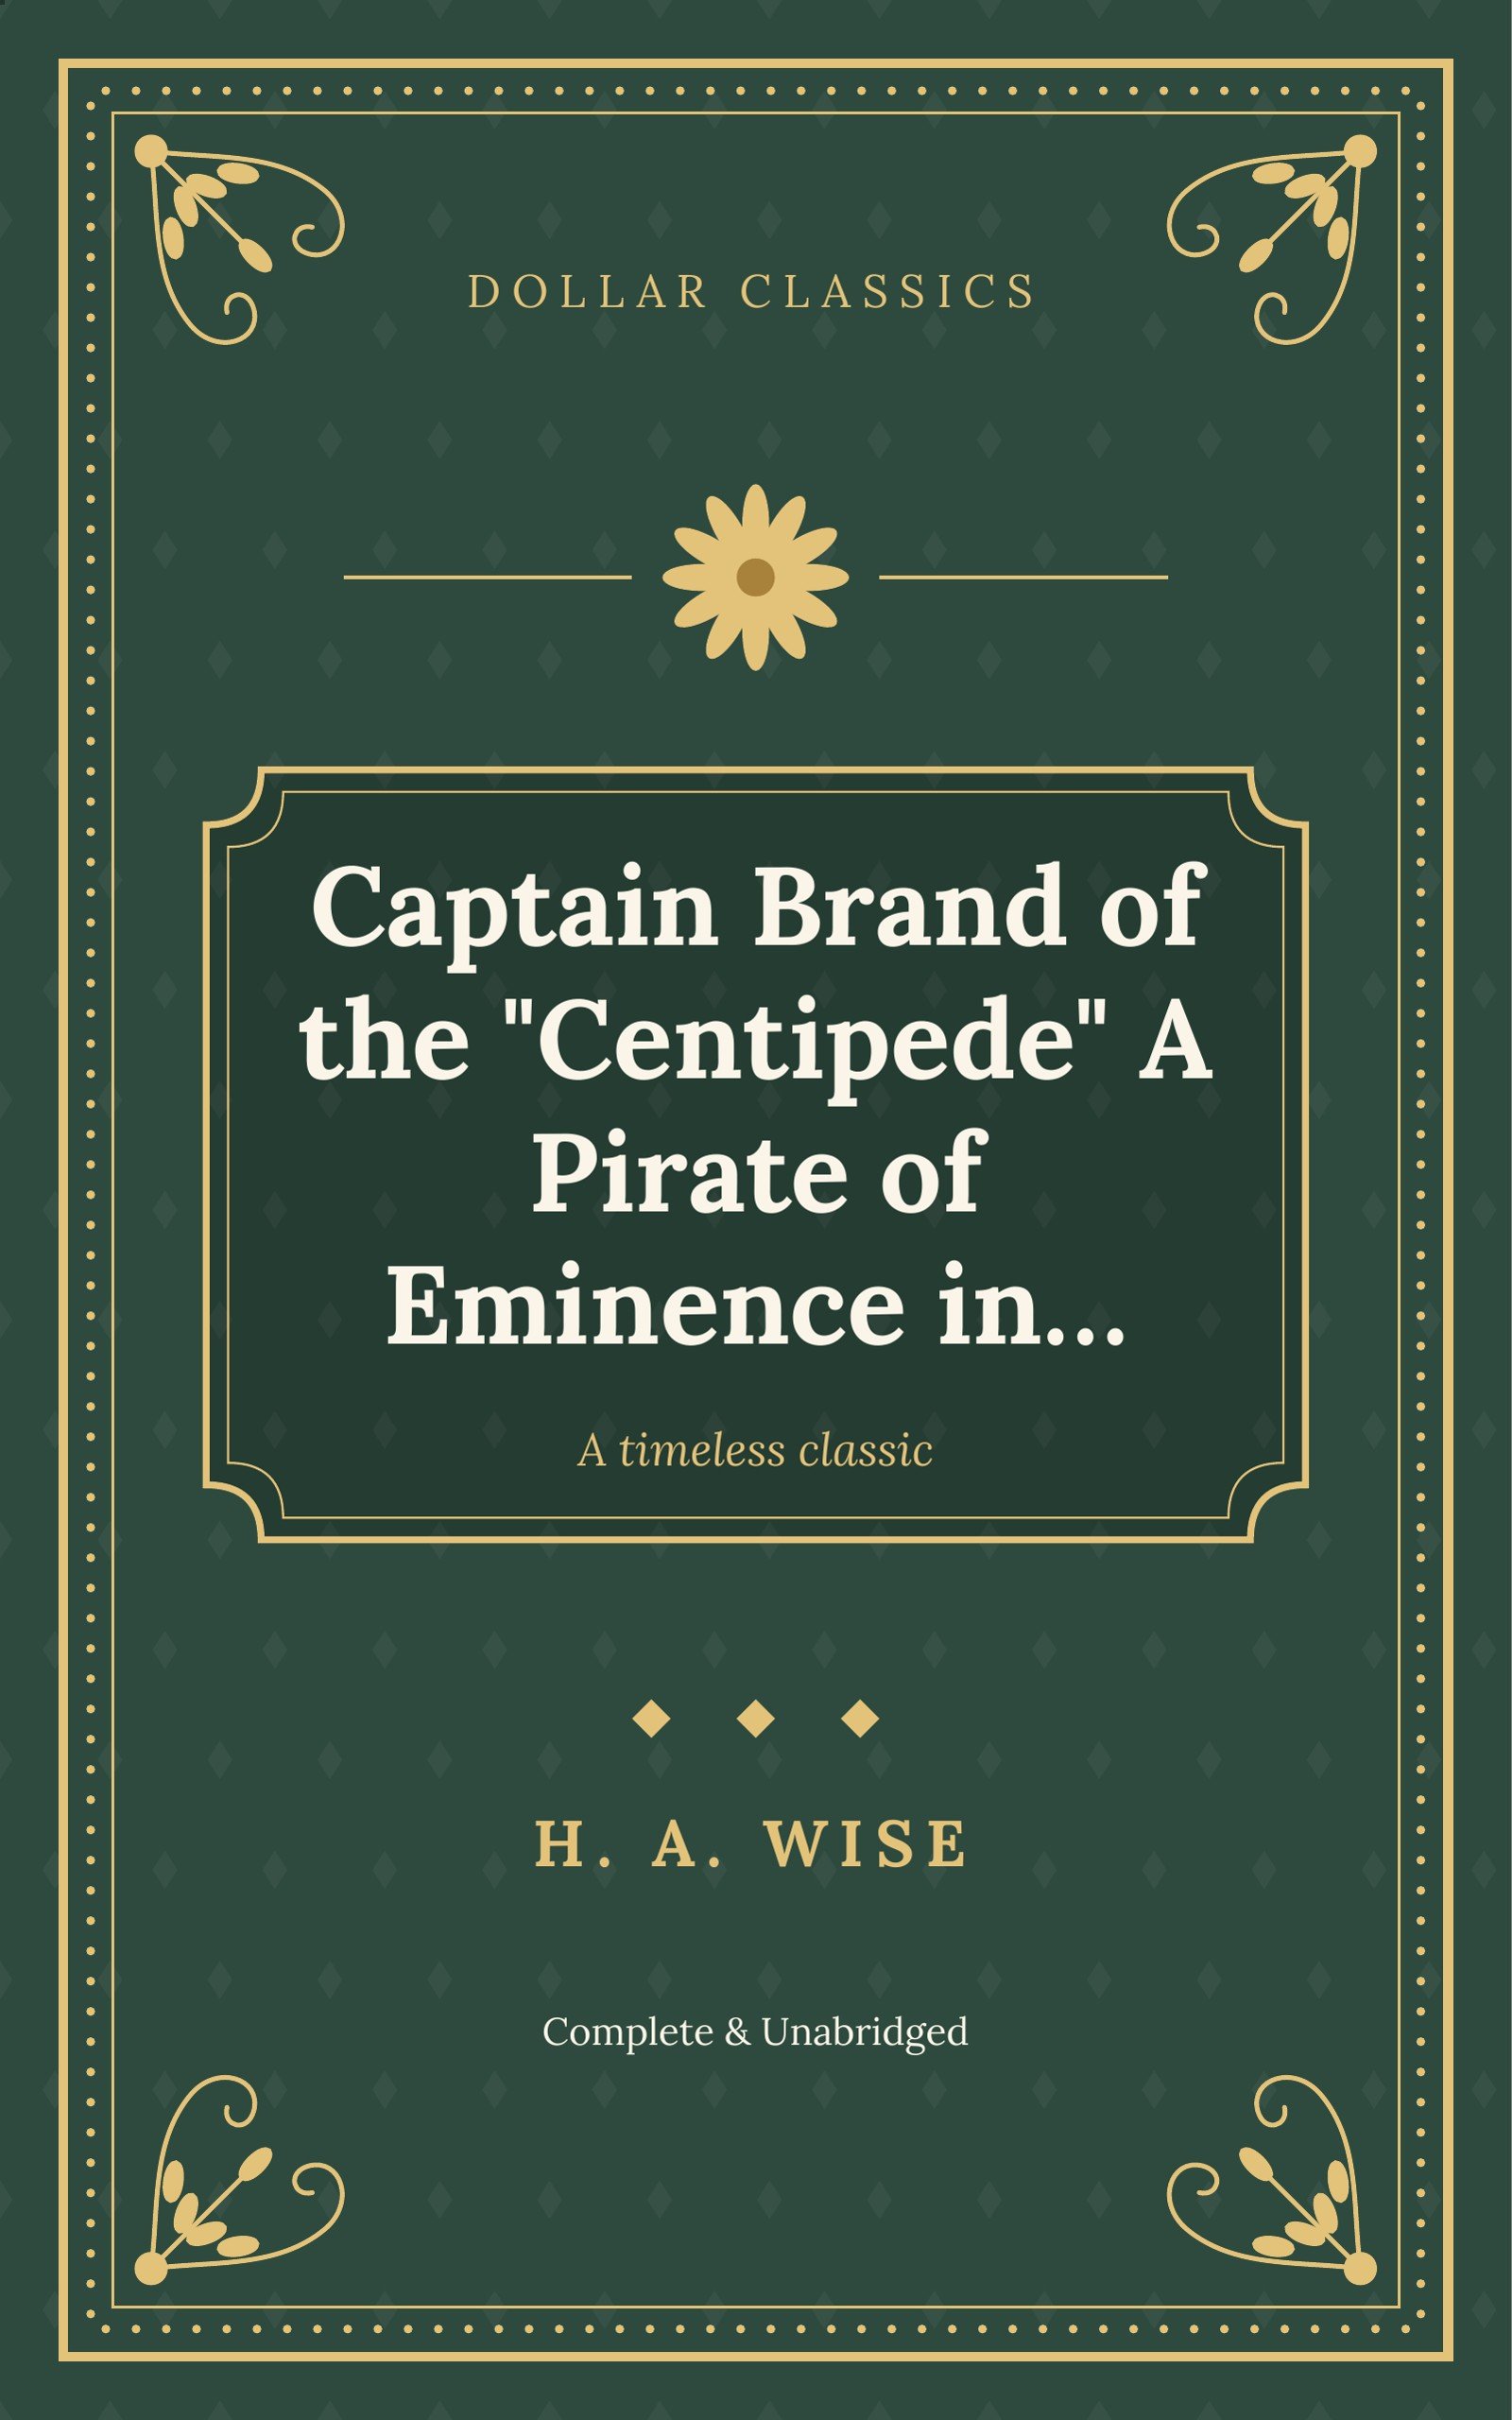 DOLLAR CLASSICS
Captain Brand of
the "Centipede" A
Pirate of
Eminence in...
A timeless classic
H. A. WISE
Complete & Unabridged